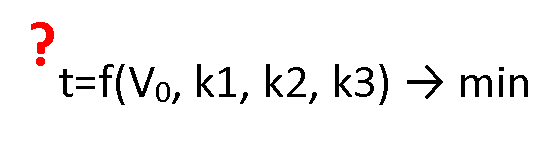 ?
t=f(V₀, k1, k2, k3) → min